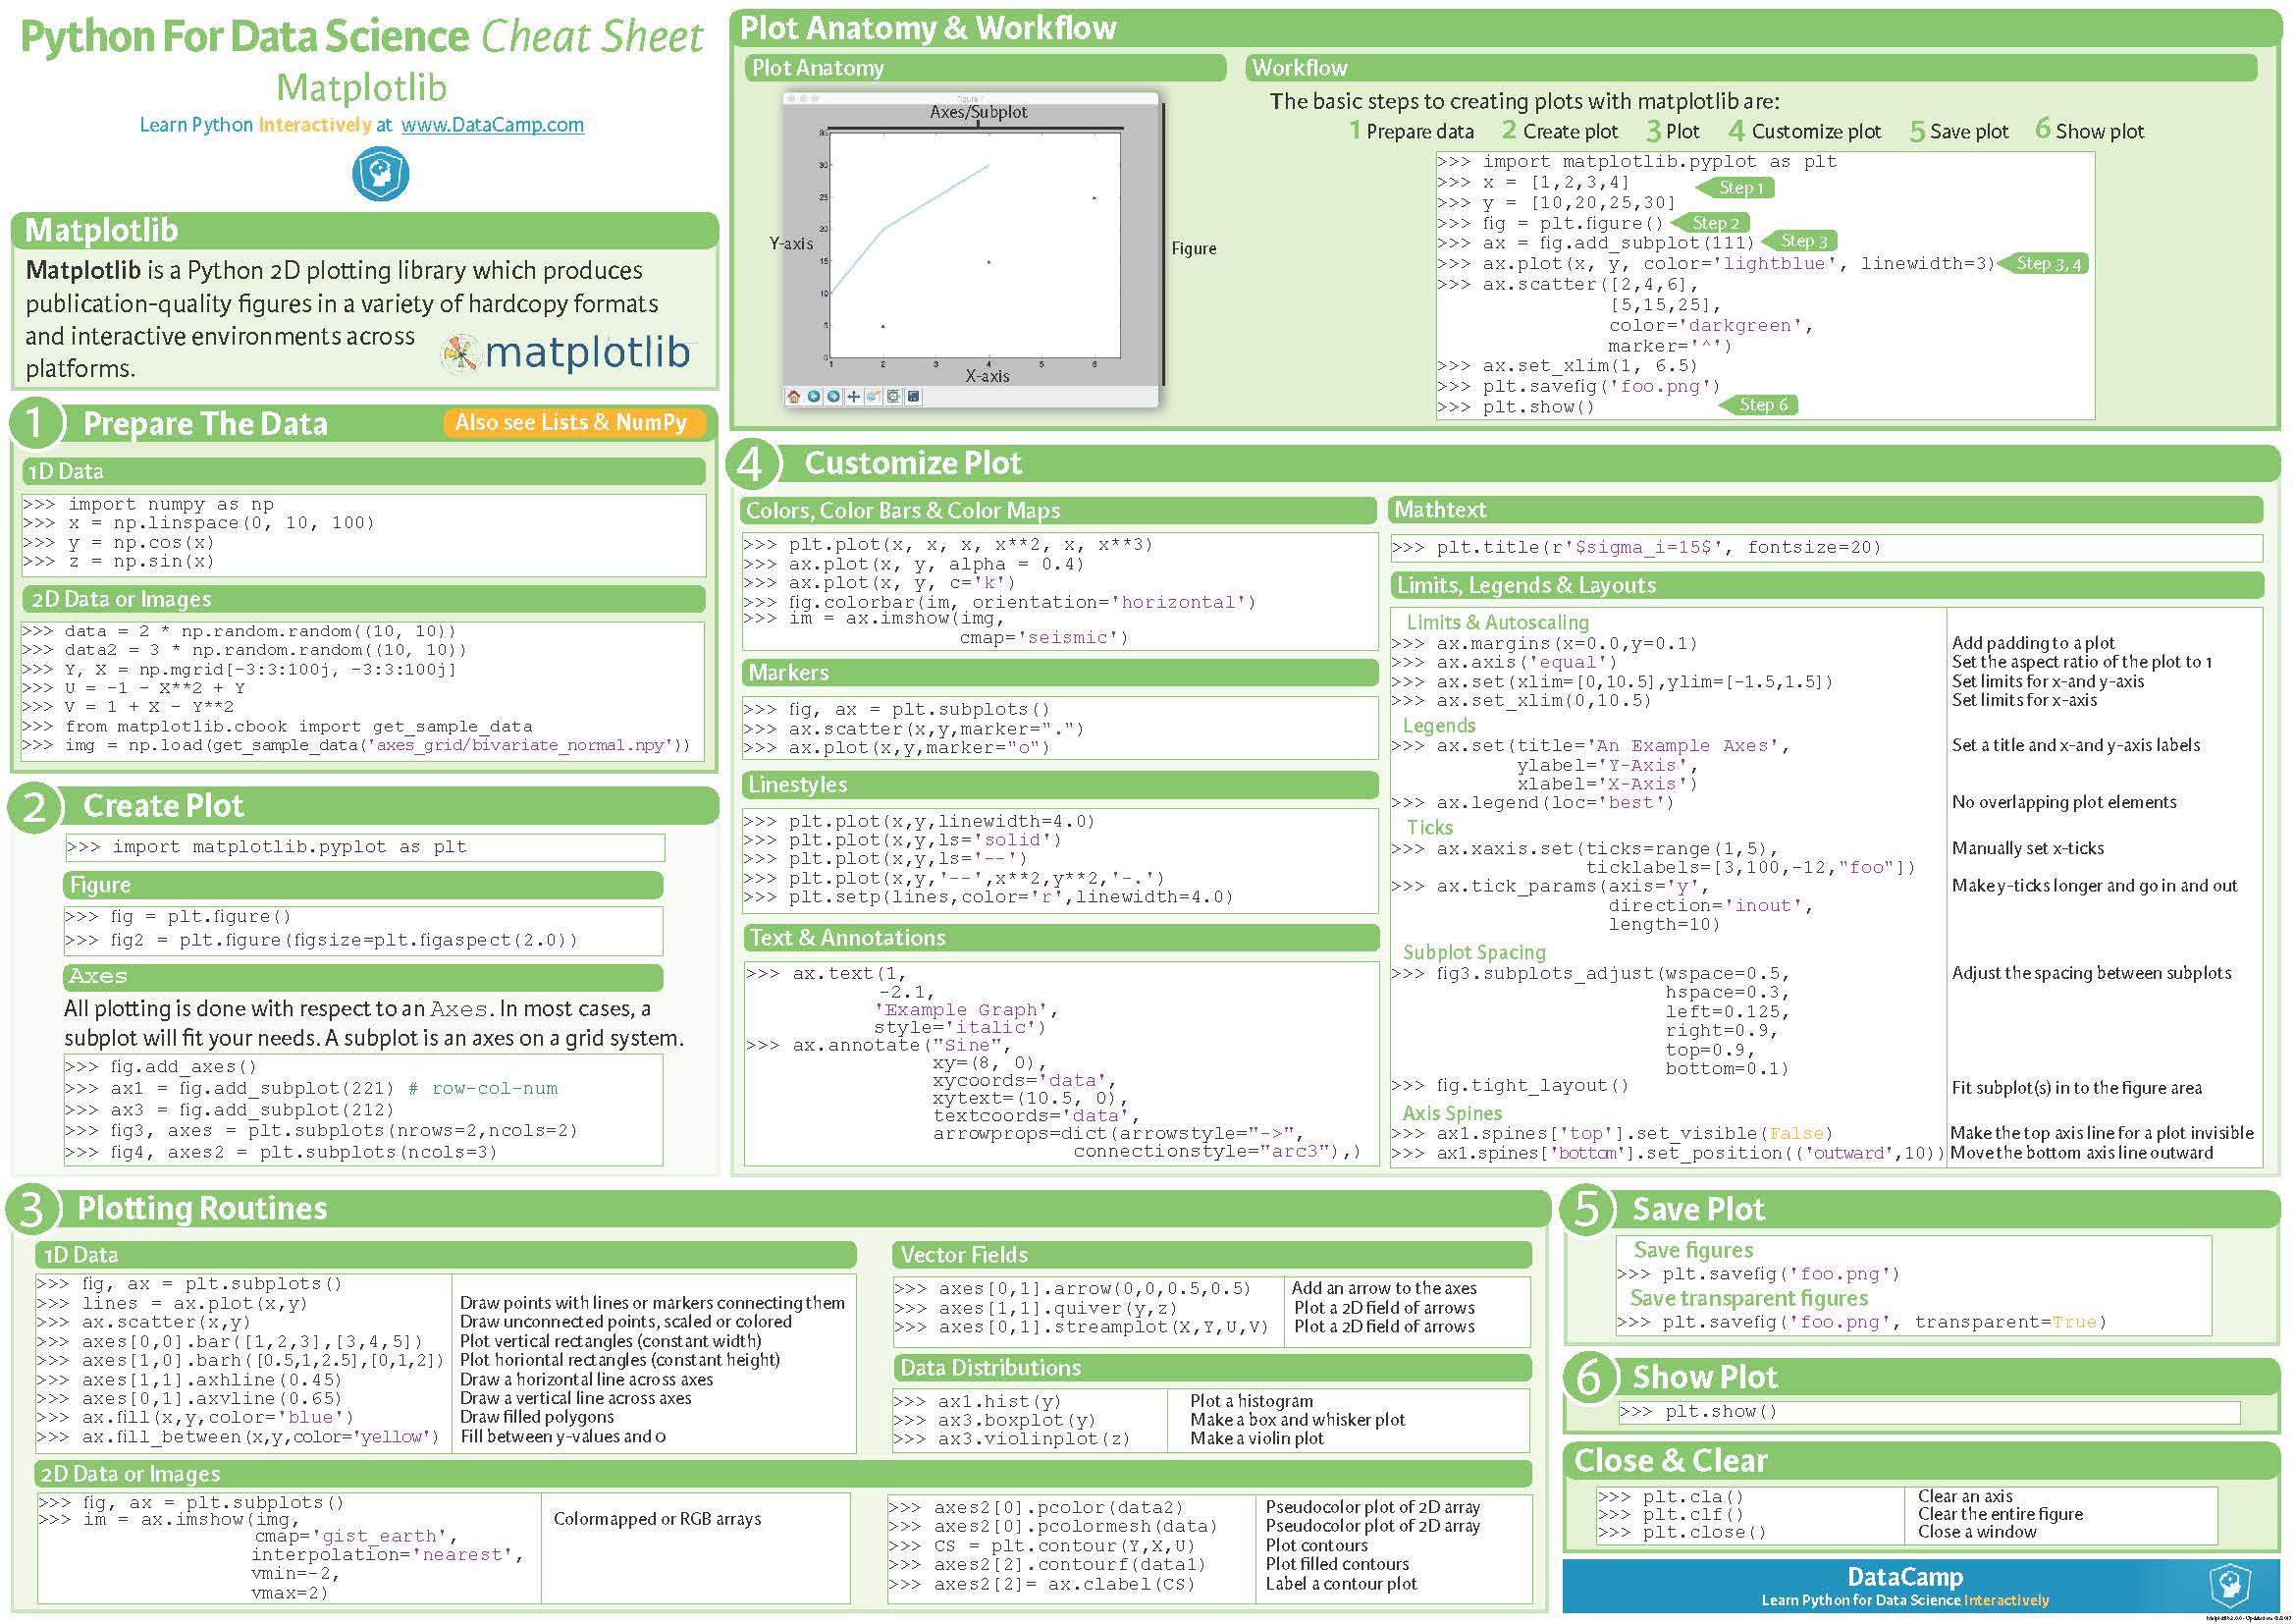 Python For Data Science Cheat Sheet
Matplotlib
Learn Python Interactively at www.DataCamp.com
Matplotlib
Matplotlib is a Python 2D plotting library which produces
publication-quality figures in a variety of hardcopy formats
and interactive environments across
platforms.
matplotlib
1 Prepare The Data
Also see Lists & NumPy
1D Data
>>> import numpy as np
>>> x = np.linspace(0, 10, 100)
>>> y = np.cos(x)
>>> z = np.sin(x)
2D Data or Images
>>> data = 2 * np.random.random((10, 10))
>>> data2 = 3 * np.random.random((10, 10))
>>> Y, X = np.mgrid[-3:3:100j, -3:3:100j]
>>> U = -1 - X**2 + Y
>>> V = 1 + X - Y**2
>>> from matplotlib.cbook import get_sample_data
>>> img = np.load(get_sample_data('axes_grid/bivariate_normal.npy'))
2 Create Plot
>>> import matplotlib.pyplot as plt
Figure
>>> fig = plt.figure()
>>> fig2 = plt.figure(figsize=plt.figaspect(2.0))
Axes
All plotting is done with respect to an Axes. In most cases, a
subplot will fit your needs. A subplot is an axes on a grid system.
>>> fig.add_axes()
>>> ax1 = fig.add_subplot(221) # row-col-num
>>> ax3 = fig.add_subplot(212)
>>> fig3, axes = plt.subplots(nrows=2,ncols=2)
>>> fig4, axes2 = plt.subplots(ncols=3)
Plot Anatomy & Workflow
Plot Anatomy
Figure 1
Axes/Subplot
35
30
25
20
15
10
5
0
1 2 3 4 5 6
Y-axis
X-axis
Figure
Workflow
The basic steps to creating plots with matplotlib are:
1 Prepare data 2 Create plot 3 Plot 4 Customize plot 5 Save plot 6 Show plot
>>> import matplotlib.pyplot as plt
>>> x = [1,2,3,4]
Step 1
>>> y = [10,20,25,30]
>>> fig = plt.figure() Step 2
>>> ax = fig.add_subplot(111) Step 3
>>> ax.plot(x, y, color='lightblue', linewidth=3) Step 3, 4
>>> ax.scatter([2,4,6],
[5,15,25],
color='darkgreen',
marker='^')
>>> ax.set_xlim(1, 6.5)
>>> plt.savefig('foo.png')
>>> plt.show() Step 6
4 Customize Plot
Colors, Color Bars & Color Maps
>>> plt.plot(x, x, x, x**2, x, x**3)
>>> ax.plot(x, y, alpha = 0.4)
>>> ax.plot(x, y, c='k')
>>> fig.colorbar(im, orientation='horizontal')
>>> im = ax.imshow(img,
cmap='seismic')
Markers
>>> fig, ax = plt.subplots()
>>> ax.scatter(x,y,marker=".")
>>> ax.plot(x,y,marker="o")
Linestyles
>>> plt.plot(x,y,linewidth=4.0)
>>> plt.plot(x,y,ls='solid')
>>> plt.plot(x,y,ls='--')
>>> plt.plot(x,y,'--',x**2,y**2,'-.')
>>> plt.setp(lines,color='r',linewidth=4.0)
Text & Annotations
>>> ax.text(1,
-2.1,
'Example Graph',
style='italic')
>>> ax.annotate("Sine",
xy=(8, 0),
xycoords='data',
xytext=(10.5, 0),
textcoords='data',
arrowprops=dict(arrowstyle="->",
connectionstyle="arc3"),)
Mathtext
>>> plt.title(r'$sigma_i=15$', fontsize=20)
Limits, Legends & Layouts
Limits & Autoscaling
>>> ax.margins(x=0.0,y=0.1) Add padding to a plot
>>> ax.axis('equal') Set the aspect ratio of the plot to 1
>>> ax.set(xlim=[0,10.5],ylim=[-1.5,1.5]) Set limits for x-and y-axis
>>> ax.set_xlim(0,10.5) Set limits for x-axis
Legends
>>> ax.set(title='An Example Axes', Set a title and x-and y-axis labels
ylabel='Y-Axis',
xlabel='X-Axis')
>>> ax.legend(loc='best') No overlapping plot elements
Ticks
>>> ax.xaxis.set(ticks=range(1,5), Manually set x-ticks
ticklabels=[3,100,-12,"foo"])
>>> ax.tick_params(axis='y', Make y-ticks longer and go in and out
direction='inout',
length=10)
Subplot Spacing
>>> fig3.subplots_adjust(wspace=0.5, Adjust the spacing between subplots
hspace=0.3,
left=0.125,
right=0.9,
top=0.9,
bottom=0.1)
>>> fig.tight_layout() Fit subplot(s) in to the figure area
Axis Spines
>>> ax1.spines['top'].set_visible(False) Make the top axis line for a plot invisible
>>> ax1.spines['bottom'].set_position(('outward',10)) Move the bottom axis line outward
3 Plotting Routines
1D Data
>>> fig, ax = plt.subplots()
>>> lines = ax.plot(x,y) Draw points with lines or markers connecting them
>>> ax.scatter(x,y) Draw unconnected points, scaled or colored
>>> axes[0,0].bar([1,2,3],[3,4,5]) Plot vertical rectangles (constant width)
>>> axes[1,0].barh([0.5,1,2.5],[0,1,2]) Plot horiontal rectangles (constant height)
>>> axes[1,1].axhline(0.45) Draw a horizontal line across axes
>>> axes[0,1].axvline(0.65) Draw a vertical line across axes
>>> ax.fill(x,y,color='blue') Draw filled polygons
>>> ax.fill_between(x,y,color='yellow') Fill between y-values and 0
2D Data or Images
>>> fig, ax = plt.subplots()
>>> im = ax.imshow(img, Colormapped or RGB arrays
cmap='gist_earth',
interpolation='nearest',
vmin=-2,
vmax=2)
>>> axes2[0].pcolor(data2) Pseudocolor plot of 2D array
>>> axes2[0].pcolormesh(data) Pseudocolor plot of 2D array
>>> CS = plt.contour(Y,X,U) Plot contours
>>> axes2[2].contourf(data1) Plot filled contours
>>> axes2[2]= ax.clabel(CS) Label a contour plot
Vector Fields
>>> axes[0,1].arrow(0,0,0.5,0.5) Add an arrow to the axes
>>> axes[1,1].quiver(y,z) Plot a 2D field of arrows
>>> axes[0,1].streamplot(X,Y,U,V) Plot a 2D field of arrows
Data Distributions
>>> ax1.hist(y) Plot a histogram
>>> ax3.boxplot(y) Make a box and whisker plot
>>> ax3.violinplot(z) Make a violin plot
5 Save Plot
Save figures
>>> plt.savefig('foo.png')
Save transparent figures
>>> plt.savefig('foo.png', transparent=True)
6 Show Plot
>>> plt.show()
Close & Clear
>>> plt.cla() Clear an axis
>>> plt.clf() Clear the entire figure
>>> plt.close() Close a window
DataCamp
Learn Python for Data Science Interactively